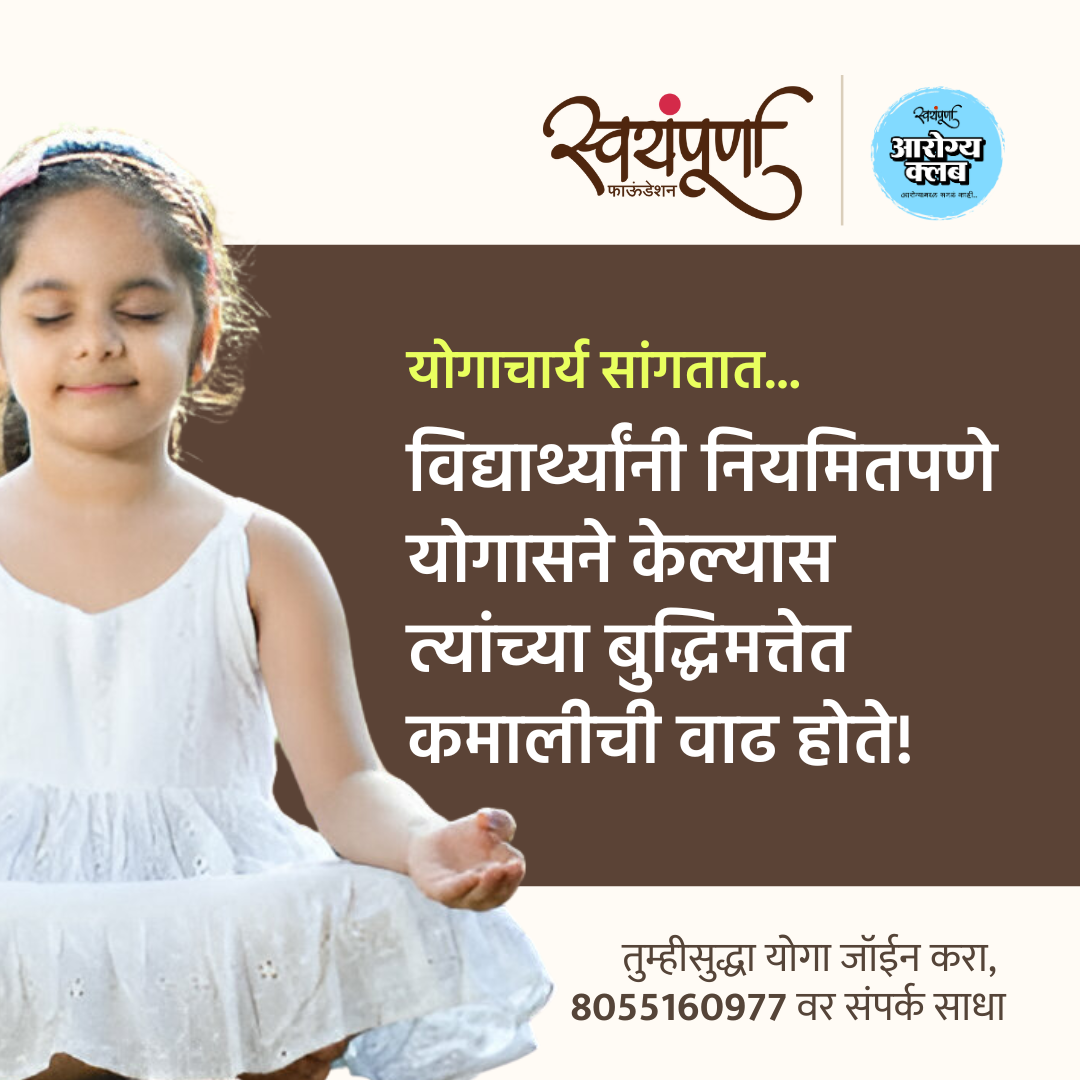 स्वयंपूर्णा
फाऊंडेशन
स्वयंपूर्णा
आरोग्य
क्लब
योगाचार्य सांगतात...
विद्यार्थ्यांनी नियमितपणे
योगासने केल्यास
त्यांच्या बुद्धिमत्तेत
कमालीची वाढ होते!
तुम्हीसुद्धा योगा जॉईन करा,
8055160977 वर संपर्क साधा